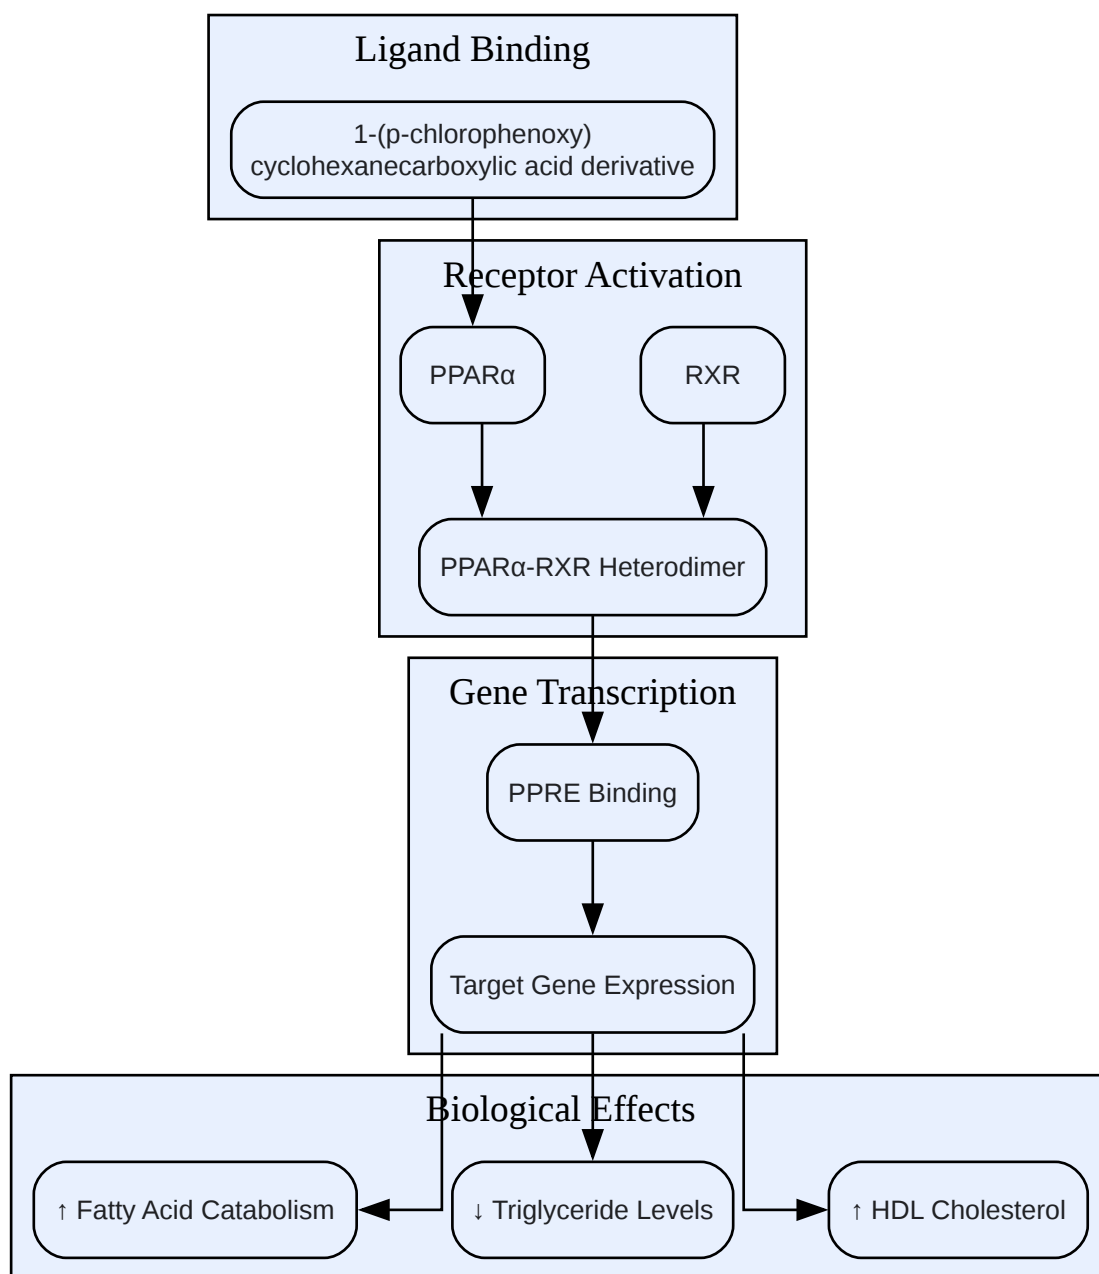 Ligand Binding
1-(p-chlorophenoxy)
cyclohexanecarboxylic acid derivative
Receptor Activation
PPARα
RXR
PPARα-RXR Heterodimer
Gene Transcription
PPRE Binding
Target Gene Expression
Biological Effects
↑ Fatty Acid Catabolism
↓ Triglyceride Levels
↑ HDL Cholesterol